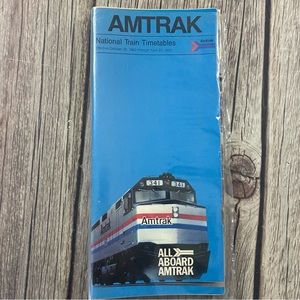 AMTRAK
National Train Timetables
341
341
Amtrak
ALL
ABOARD
AMTRAK